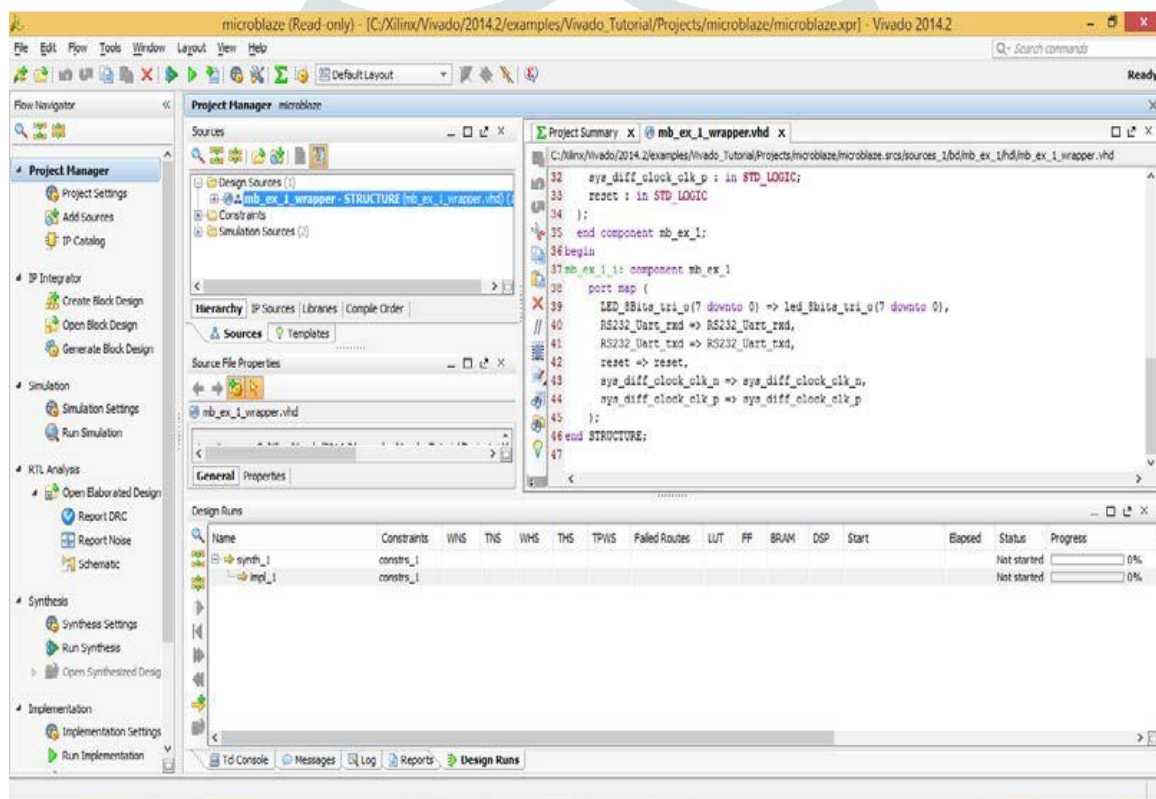 microblaze (Read-only) - [C:/Xilinx/Vivado/2014.2/examples/Vivado_Tutorial/Projects/microblaze/microblaze.xpr] - Vivado 2014.2
File Edit Flow Tools Window Layout View Help
Search commands
Default Layout
Ready
Flow Navigator
Project Manager
Project Settings
Add Sources
IP Catalog
IP Integrator
Create Block Design
Open Block Design
Generate Block Design
Simulation
Simulation Settings
Run Simulation
RTL Analysis
Open Elaborated Design
Report DRC
Report Noise
Schematic
Synthesis
Synthesis Settings
Run Synthesis
Open Synthesized Desig
Implementation
Implementation Settings
Run Implementation
Project Manager microblaze
Sources
Design Sources (1)
mb_ex_1_wrapper - STRUCTURE (mb_ex_1_wrapper.vhd) (
Constraints
Simulation Sources (2)
Hierarchy IP Sources Libraries Compile Order
Sources Templates
Source File Properties
mb_ex_1_wrapper.vhd
General Properties
Project Summary x mb_ex_1_wrapper.vhd x
C:/Xilinx/Vivado/2014.2/examples/Vivado_Tutorial/Projects/microblaze/microblaze.srcs/sources_1/bd/mb_ex_1/hdl/mb_ex_1_wrapper.vhd
32 sys_diff_clock_clk_p : in STD_LOGIC;
33 reset : in STD_LOGIC
34 );
35 end component mb_ex_1;
36 begin
37 mb_ex_1_i: component mb_ex_1
38 port map (
39 LED_8Bits_tri_o(7 downto 0) => led_8bits_tri_o(7 downto 0),
40 RS232_Uart_rxd => RS232_Uart_rxd,
41 RS232_Uart_txd => RS232_Uart_txd,
42 reset => reset,
43 sys_diff_clock_clk_n => sys_diff_clock_clk_n,
44 sys_diff_clock_clk_p => sys_diff_clock_clk_p
45 );
46 end STRUCTURE;
47
Design Runs
Name Constraints WNS TNS WHS THS TPWS Failed Routes LUT FF BRAM DSP Start Elapsed Status Progress
synth_1 constrs_1 Not started 0%
impl_1 constrs_1 Not started 0%
Tcl Console Messages Log Reports Design Runs